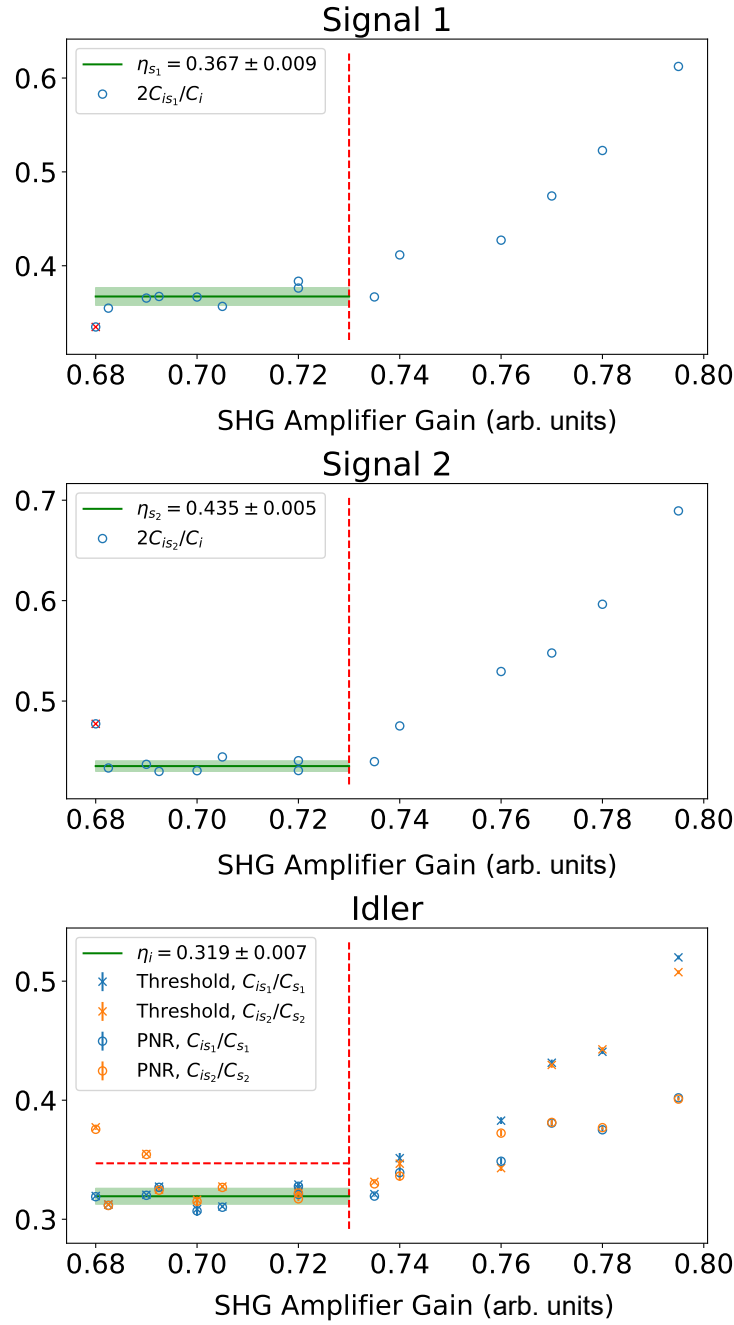 Signal 1
η_{s_1} = 0.367 ± 0.009
2C_{is_1}/C_i
0.6
0.5
0.4
0.68 0.70 0.72 0.74 0.76 0.78 0.80
SHG Amplifier Gain (arb. units)
Signal 2
η_{s_2} = 0.435 ± 0.005
2C_{is_2}/C_i
0.7
0.6
0.5
0.68 0.70 0.72 0.74 0.76 0.78 0.80
SHG Amplifier Gain (arb. units)
Idler
η_i = 0.319 ± 0.007
Threshold, C_{is_1}/C_{s_1}
Threshold, C_{is_2}/C_{s_2}
PNR, C_{is_1}/C_{s_1}
PNR, C_{is_2}/C_{s_2}
0.5
0.4
0.3
0.68 0.70 0.72 0.74 0.76 0.78 0.80
SHG Amplifier Gain (arb. units)